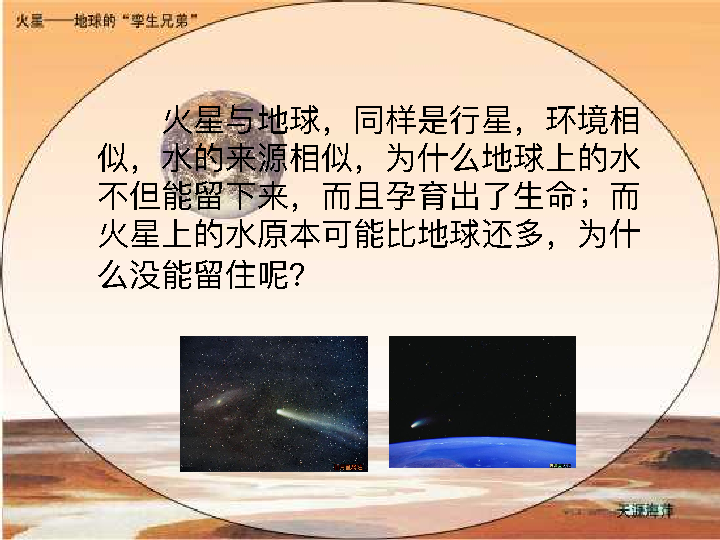 火星——地球的“孪生兄弟”
火星与地球，同样是行星，环境相
似，水的来源相似，为什么地球上的水
不但能留下来，而且孕育出了生命；而
火星上的水原本可能比地球还多，为什
么没能留住呢？
天涯海洋